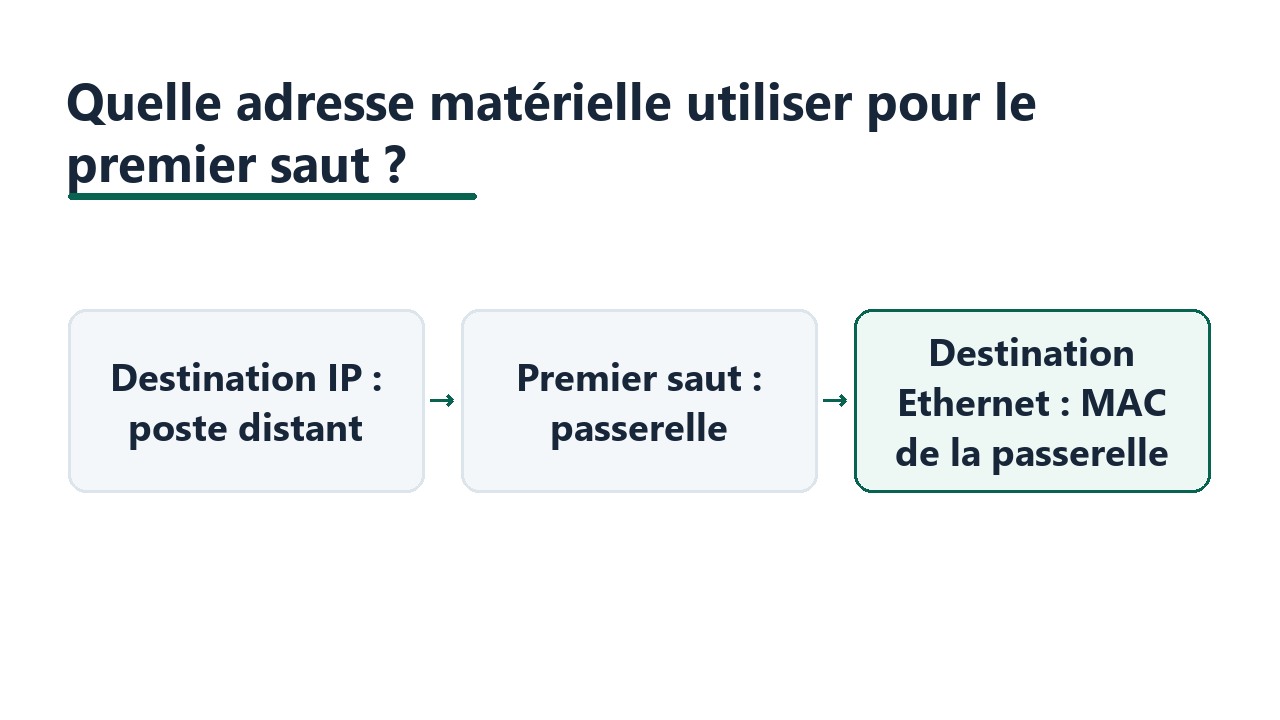 Quelle adresse matérielle utiliser pour le
premier saut ?
Destination IP :
poste distant
→
Premier saut :
passerelle
→
Destination
Ethernet : MAC
de la passerelle